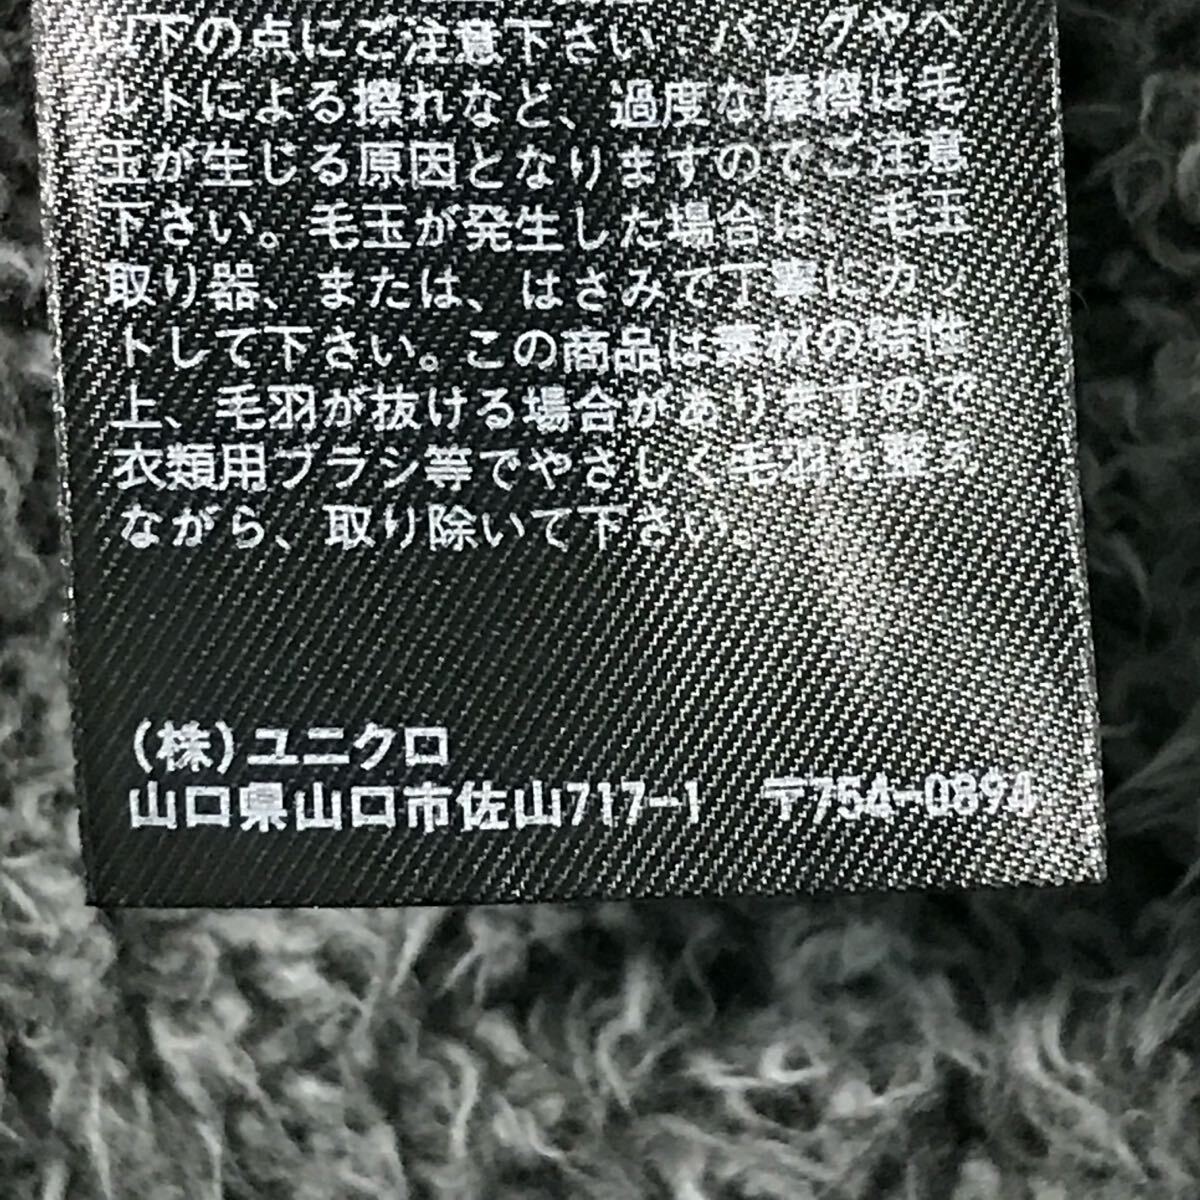 以下の点にご注意下さい。バッグやベ
ルトによる擦れなど、過度な摩擦は毛
玉が生じる原因となりますのでご注意
下さい。毛玉が発生した場合は、毛玉
取り器、または、はさみで丁寧にカッ
トして下さい。この商品は素材の特性
上、毛羽が抜ける場合がありますので
衣類用ブラシ等でやさしく毛羽を整え
ながら、取り除いて下さい。
(株)ユニクロ
山口県山口市佐山717-1 〒754-0894